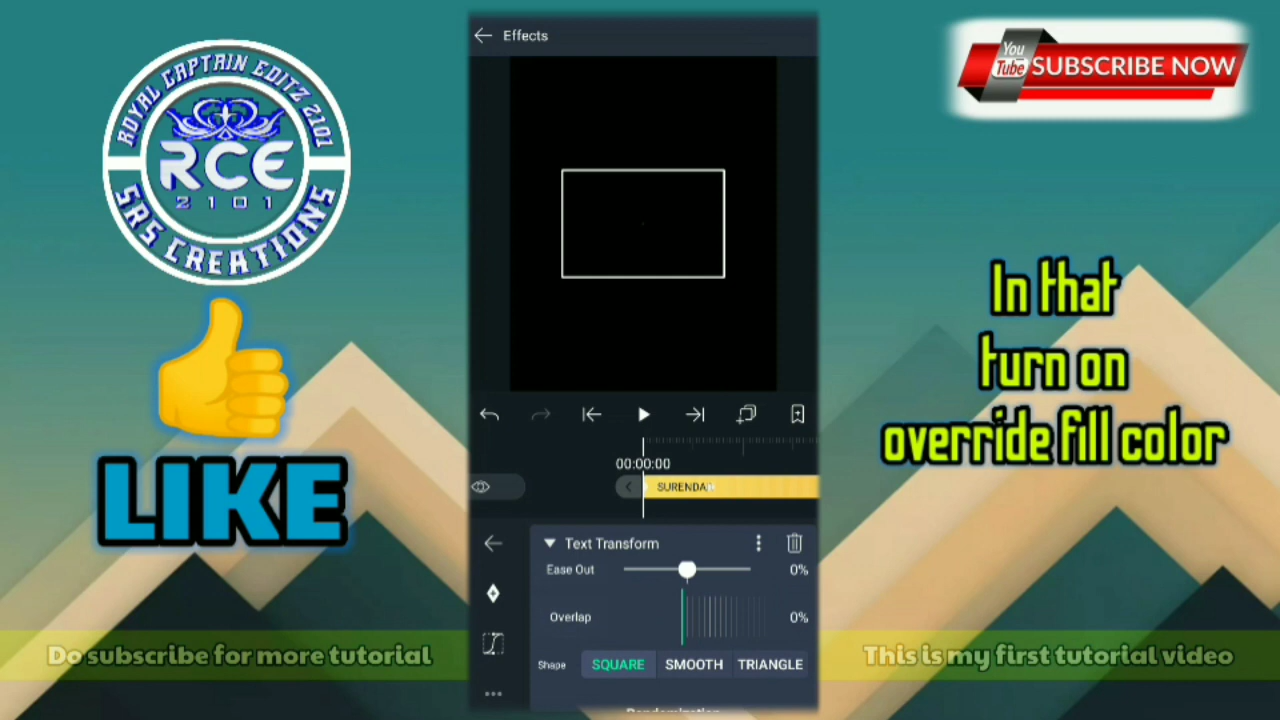 ROYAL CAPTAIN EDITZ 2101
RCE
2101
SRS CREATIONS
LIKE
Do subscribe for more tutorial
Effects
00:00:00
SURENDAR
Text Transform
Ease Out
0%
Overlap
0%
Shape
SQUARE
SMOOTH
TRIANGLE
Randomization
You
Tube
SUBSCRIBE NOW
In that
turn on
override fill color
This is my first tutorial video